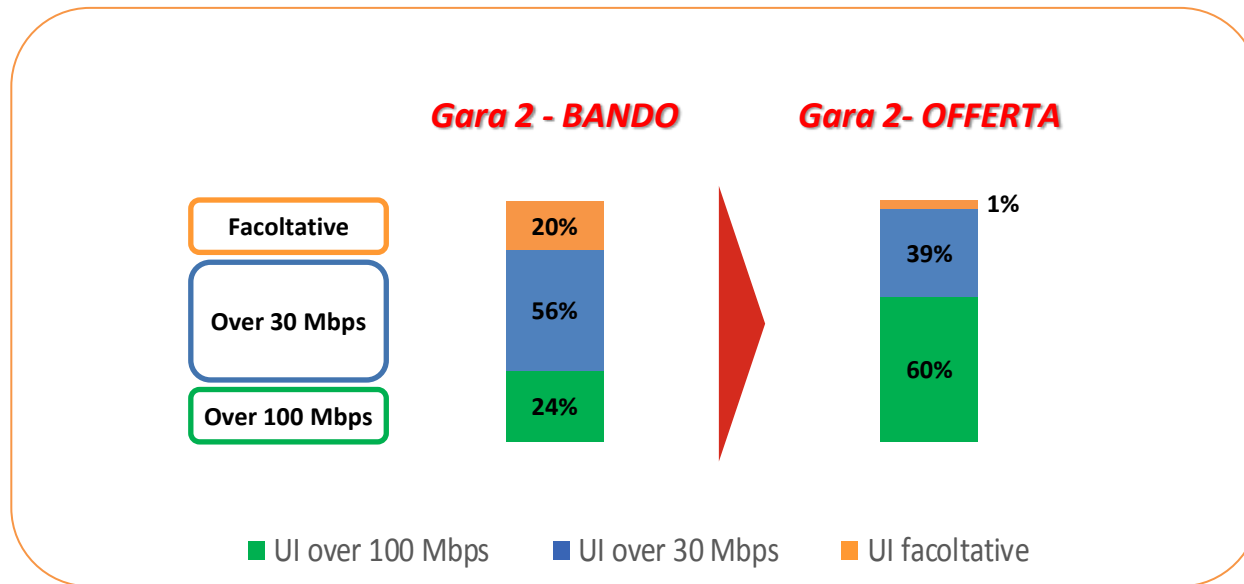 Gara 2 - BANDO
Gara 2- OFFERTA
Facoltative
20%
1%
39%
Over 30 Mbps
56%
60%
Over 100 Mbps
24%
UI over 100 Mbps
UI over 30 Mbps
UI facoltative